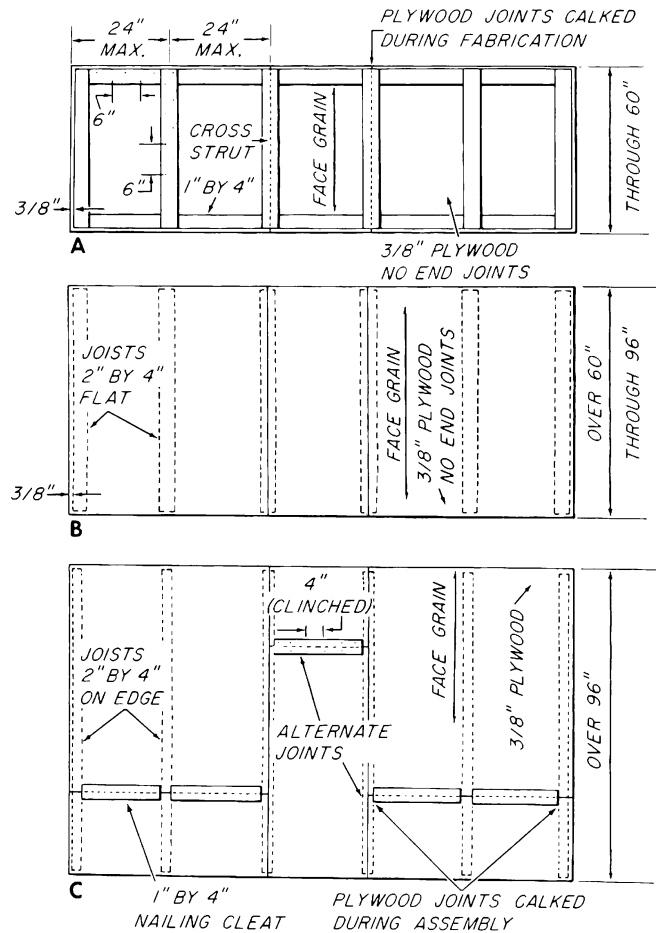 24"
MAX.
24"
MAX.
PLYWOOD JOINTS CALKED
DURING FABRICATION
6"
6"
CROSS
STRUT
1" BY 4"
FACE GRAIN
THROUGH 60"
3/8"
A
3/8" PLYWOOD
NO END JOINTS
JOISTS
2" BY 4"
FLAT
FACE GRAIN
3/8" PLYWOOD
NO END JOINTS
OVER 60"
THROUGH 96"
3/8"
B
4"
(CLINCHED)
JOISTS
2" BY 4"
ON EDGE
ALTERNATE
JOINTS
FACE GRAIN
3/8" PLYWOOD
OVER 96"
C
1" BY 4"
NAILING CLEAT
PLYWOOD JOINTS CALKED
DURING ASSEMBLY